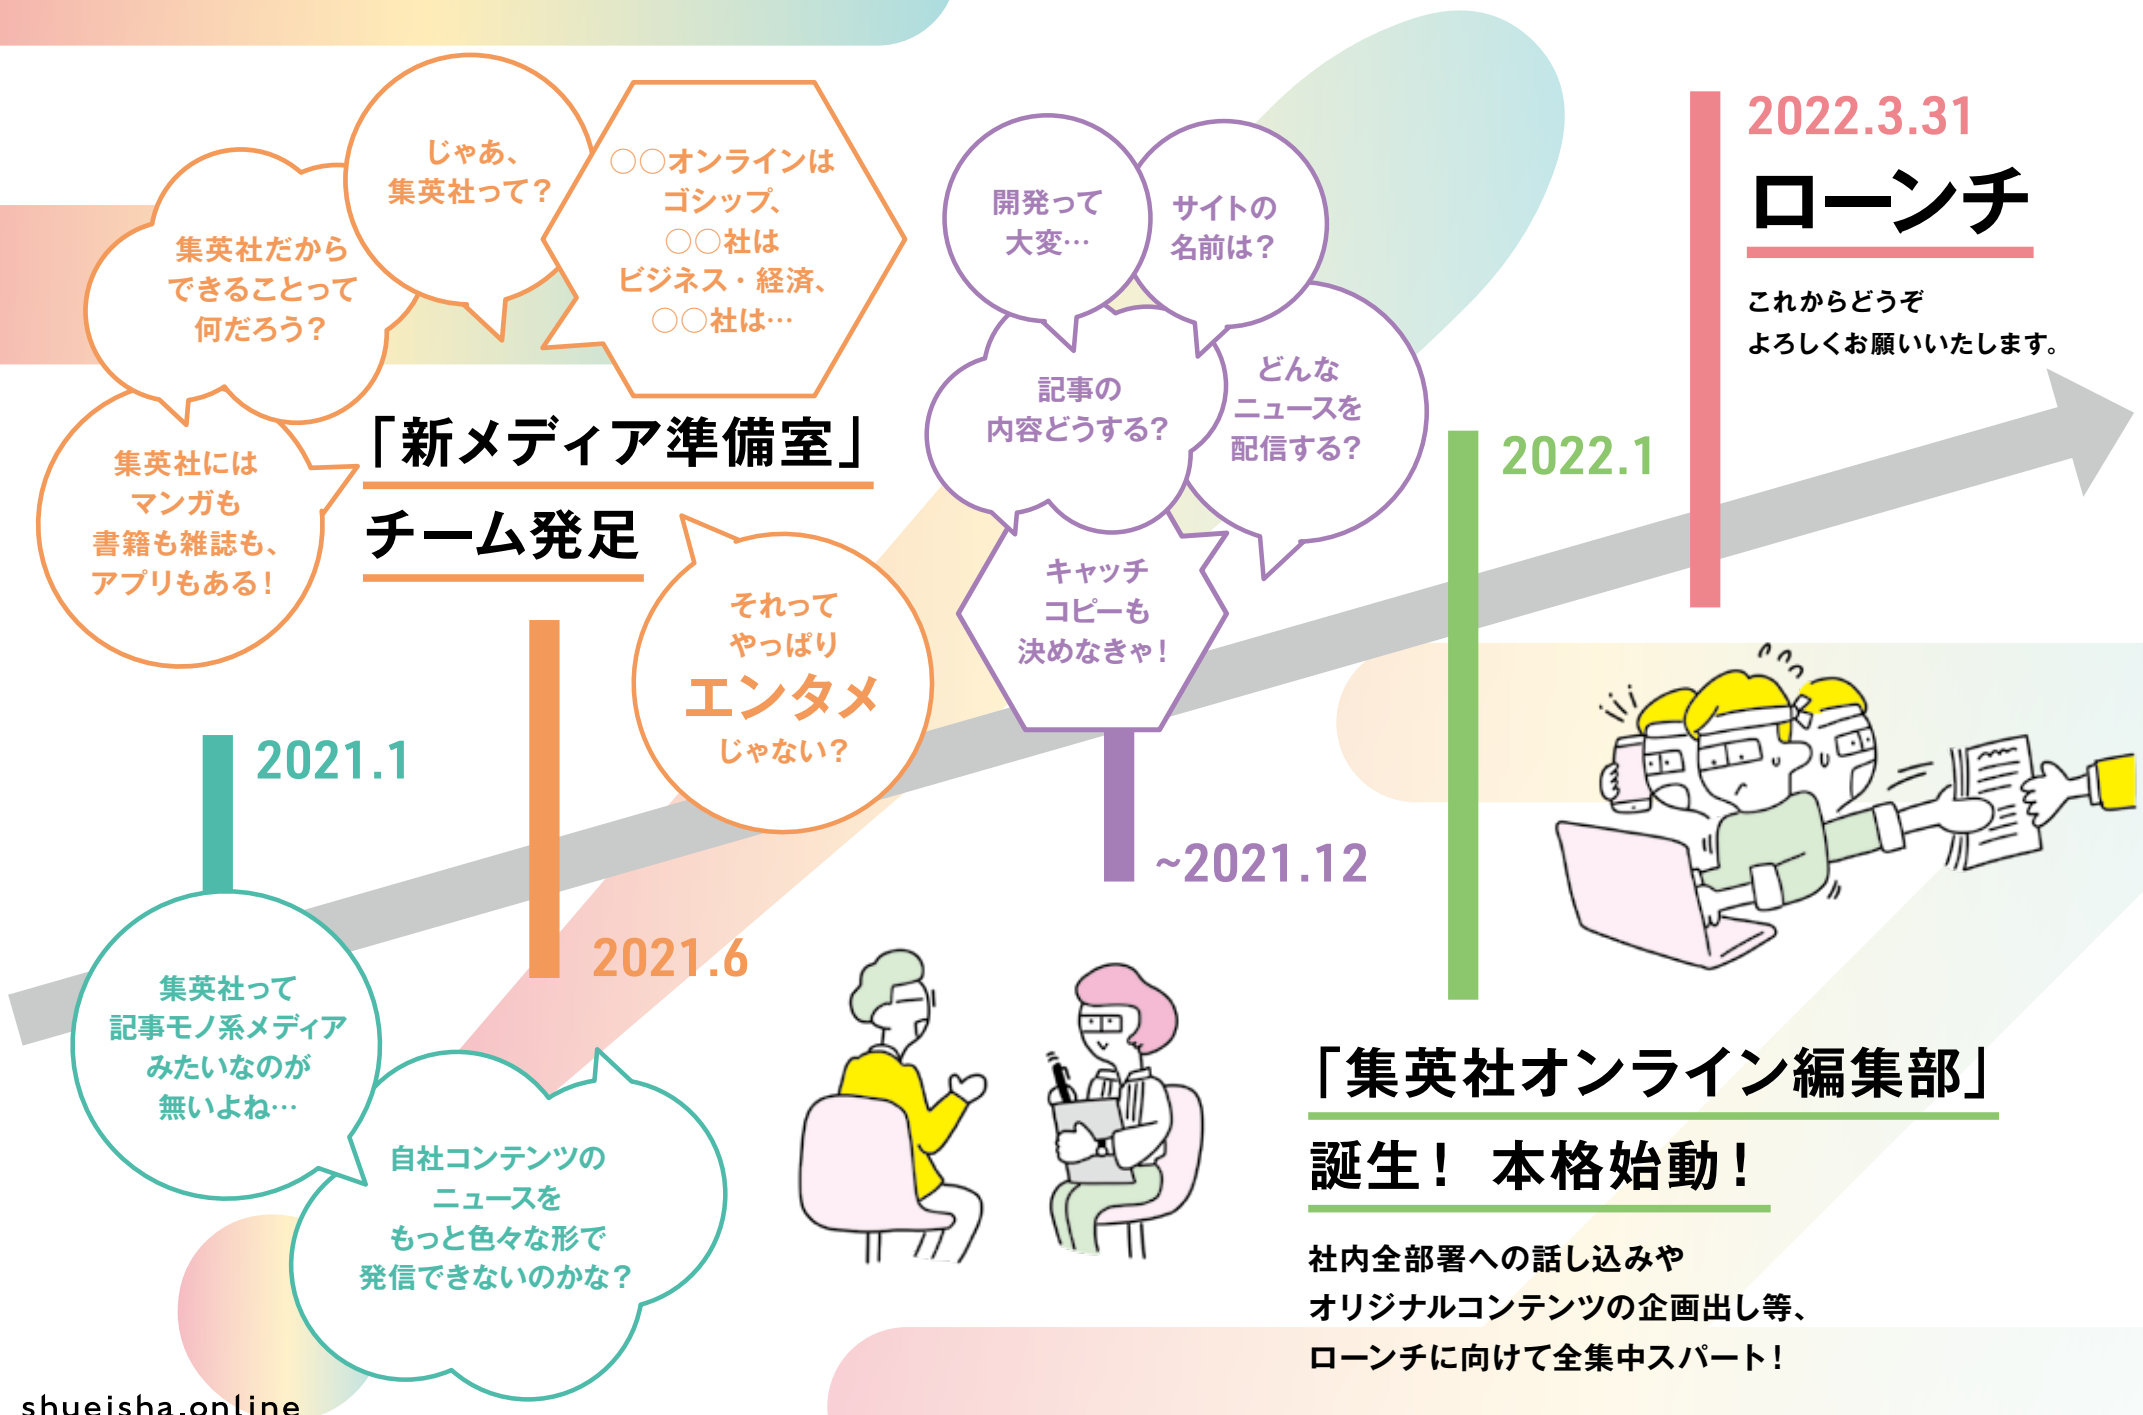 2021.1
集英社って
記事モノ系メディア
みたいなのが
無いよね…
自社コンテンツの
ニュースを
もっと色々な形で
発信できないのかな？
2021.6
「新メディア準備室」
チーム発足
集英社には
マンガも
書籍も雑誌も、
アプリもある！
集英社だから
できることって
何だろう？
じゃあ、
集英社って？
○○オンラインは
ゴシップ、
○○社は
ビジネス・経済、
○○社は…
それって
やっぱり
エンタメ
じゃない？
~2021.12
開発って
大変…
サイトの
名前は？
記事の
内容どうする？
どんな
ニュースを
配信する？
キャッチ
コピーも
決めなきゃ！
2022.1
「集英社オンライン編集部」
誕生！ 本格始動！
社内全部署への話し込みや
オリジナルコンテンツの企画出し等、
ローンチに向けて全集中スパート！
2022.3.31
ローンチ
これからどうぞ
よろしくお願いいたします。
shueisha.online